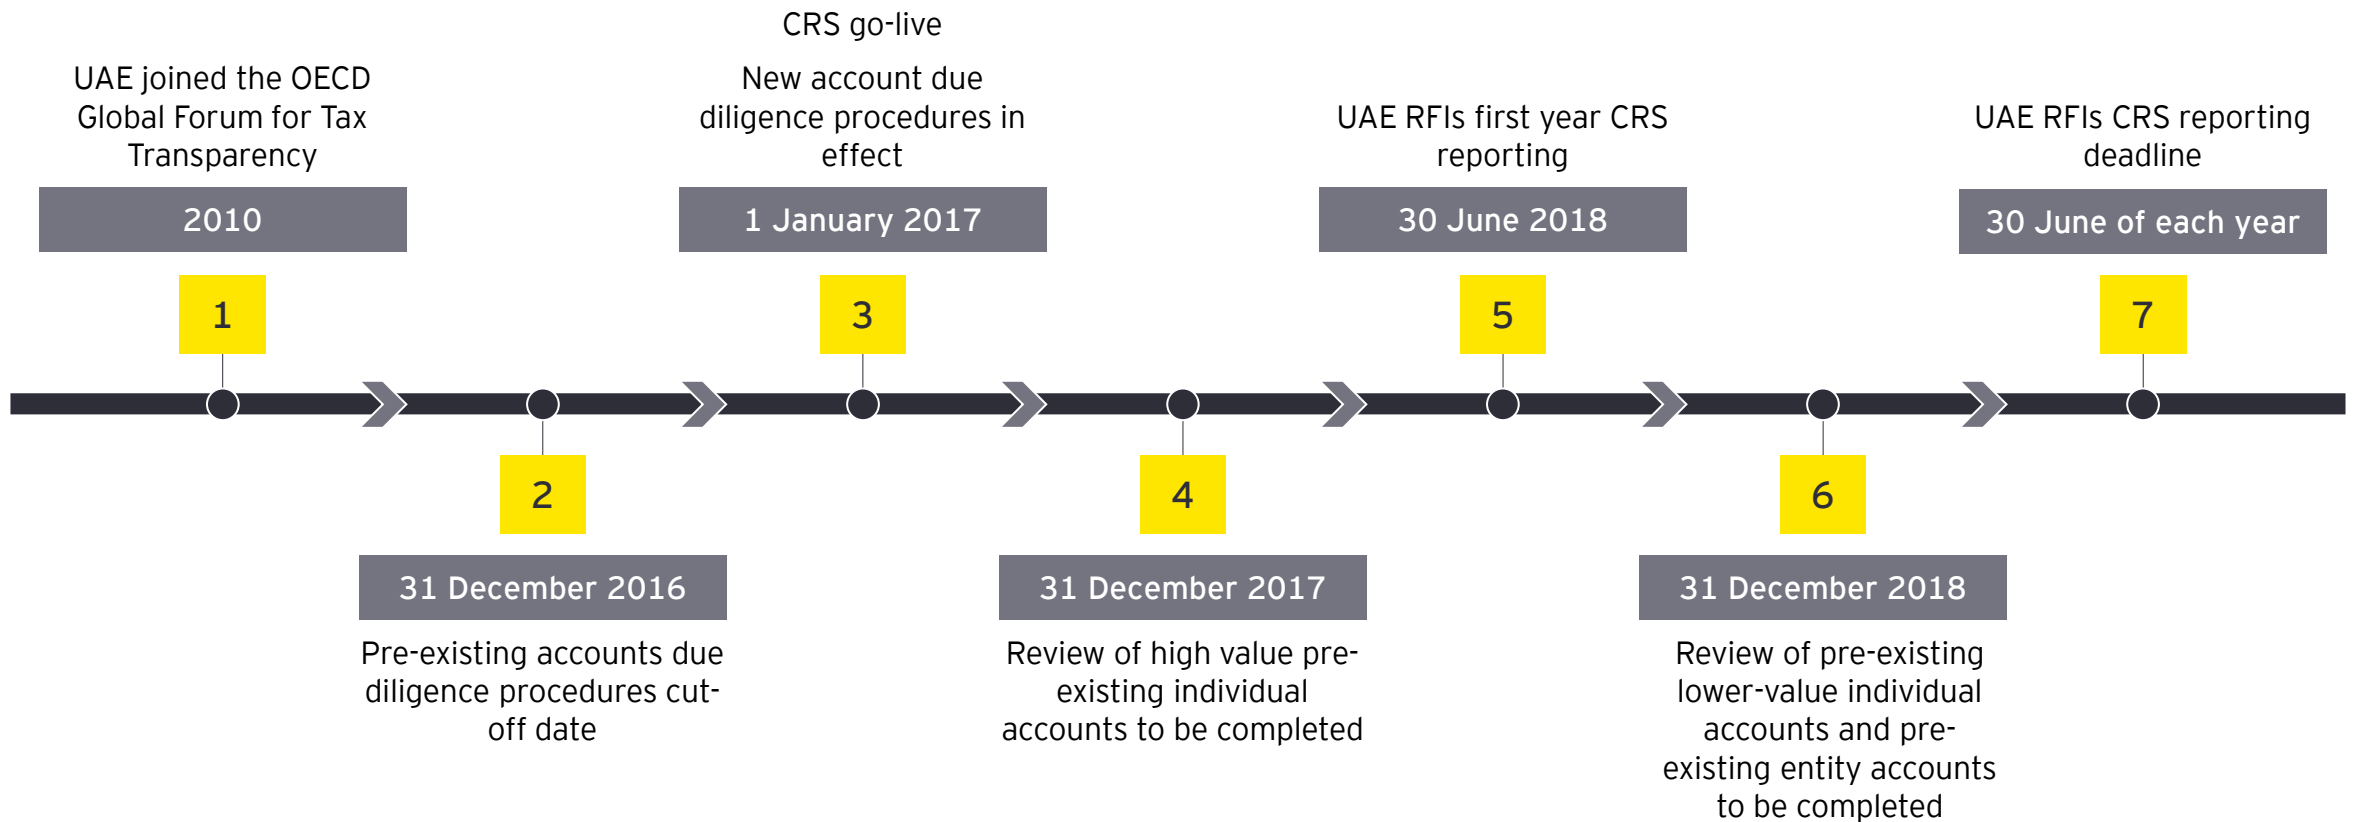 UAE joined the OECD
Global Forum for Tax
Transparency
2010
1
2
31 December 2016
Pre-existing accounts due
diligence procedures cut-
off date
CRS go-live
New account due
diligence procedures in
effect
1 January 2017
3
4
31 December 2017
Review of high value pre-
existing individual
accounts to be completed
UAE RFIs first year CRS
reporting
30 June 2018
5
6
31 December 2018
Review of pre-existing
lower-value individual
accounts and pre-
existing entity accounts
to be completed
UAE RFIs CRS reporting
deadline
30 June of each year
7